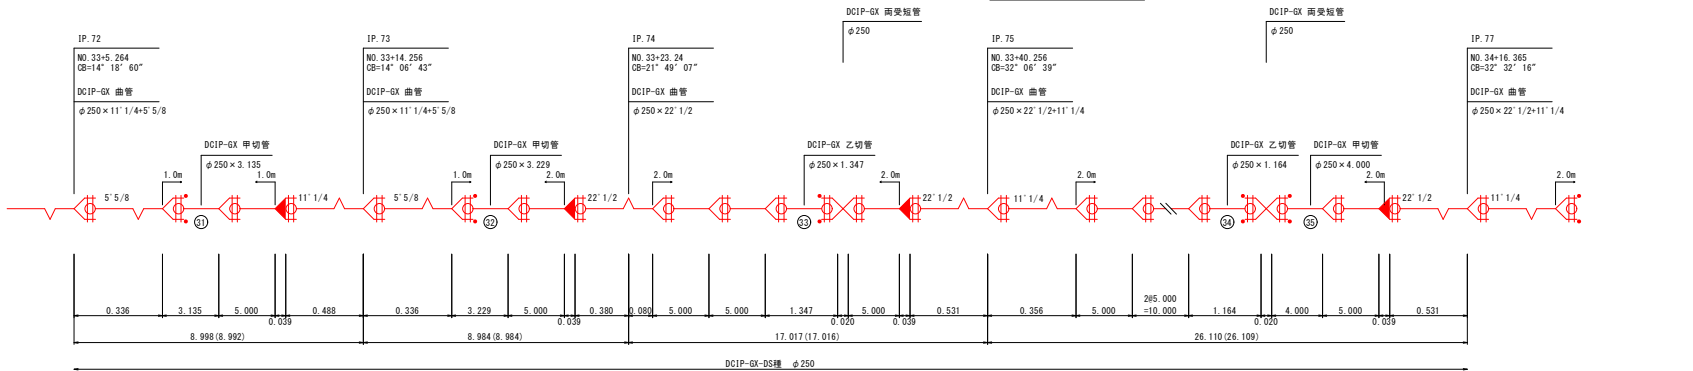 DCIP-GX 両受短管
φ250
DCIP-GX 両受短管
φ250
IP.72
NO.33+5.264
CB=14° 18′ 60″
DCIP-GX 曲管
φ250×11°1/4+5°5/8
IP.73
NO.33+14.256
CB=14° 06′ 43″
DCIP-GX 曲管
φ250×11°1/4+5°5/8
IP.74
NO.33+23.24
CB=21° 49′ 07″
DCIP-GX 曲管
φ250×22°1/2
IP.75
NO.33+40.256
CB=32° 06′ 39″
DCIP-GX 曲管
φ250×22°1/2+11°1/4
IP.77
NO.34+16.365
CB=32° 32′ 16″
DCIP-GX 曲管
φ250×22°1/2+11°1/4
DCIP-GX 甲切管
φ250×3.135
DCIP-GX 甲切管
φ250×3.229
DCIP-GX 乙切管
φ250×1.347
DCIP-GX 乙切管
φ250×1.164
DCIP-GX 甲切管
φ250×4.000
1.0m 1.0m 1.0m 2.0m 2.0m 2.0m 2.0m 2.0m 2.0m
5°5/8 11°1/4 5°5/8 22°1/2 22°1/2 11°1/4 22°1/2 11°1/4
㉛ ㉜ ㉝ ㉞ ㉟
2@5.000
0.336 3.135 5.000 0.488 0.336 3.229 5.000 0.380 0.080 5.000 5.000 1.347 5.000 0.531 0.356 5.000 =10.000 1.164 4.000 5.000 0.531
0.039 0.039 0.020 0.039 0.020 0.039
8.998(8.992) 8.984(8.984) 17.017(17.016) 26.110(26.109)
DCIP-GX-DS種 φ250